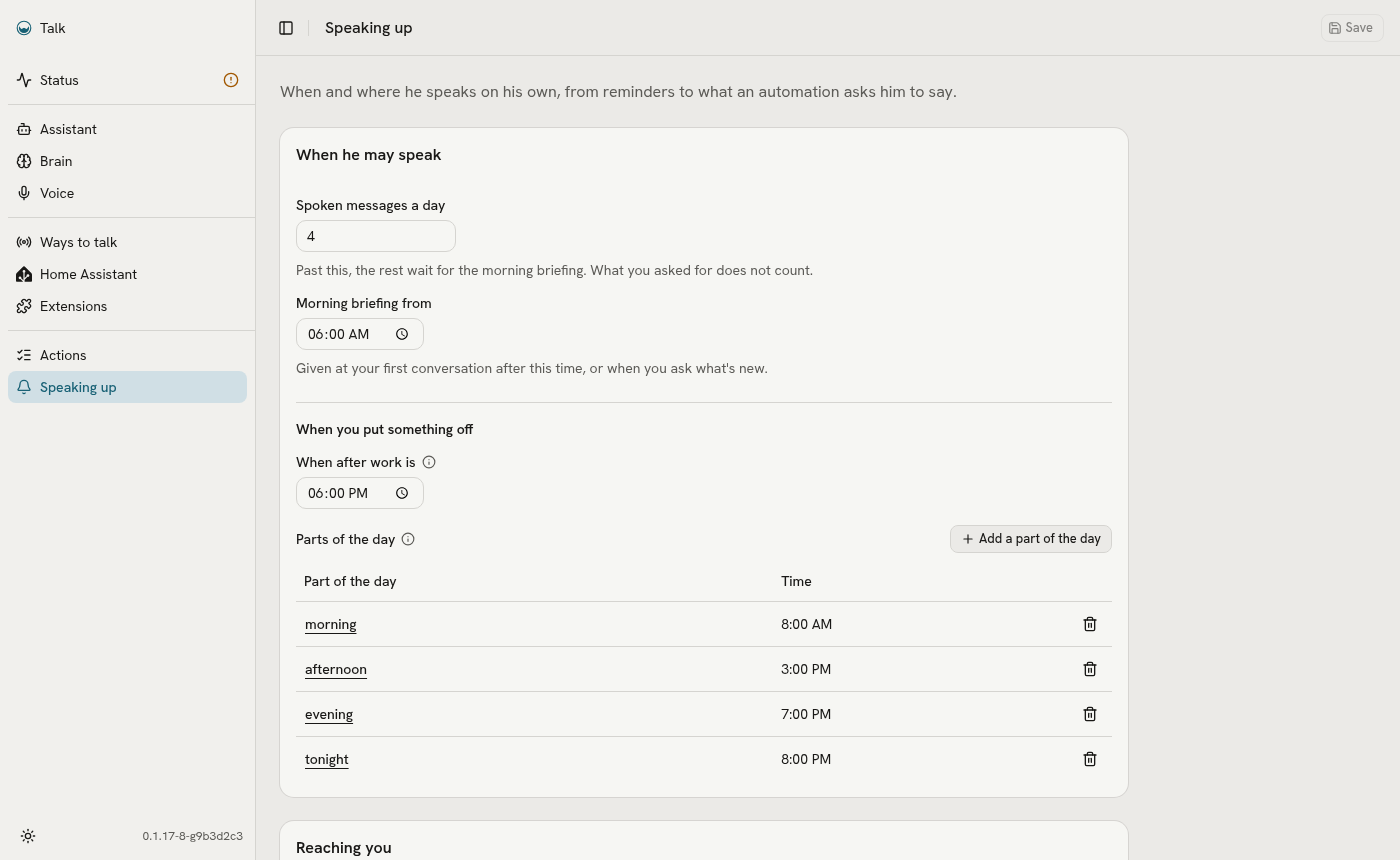 Talk
Speaking up
Save
Status
Assistant
Brain
Voice
Ways to talk
Home Assistant
Extensions
Actions
Speaking up
0.1.17-8-g9b3d2c3
When and where he speaks on his own, from reminders to what an automation asks him to say.
When he may speak
Spoken messages a day
4
Past this, the rest wait for the morning briefing. What you asked for does not count.
Morning briefing from
06:00 AM
Given at your first conversation after this time, or when you ask what's new.
When you put something off
When after work is
06:00 PM
Parts of the day
Add a part of the day
Part of the day Time
morning 8:00 AM
afternoon 3:00 PM
evening 7:00 PM
tonight 8:00 PM
Reaching you